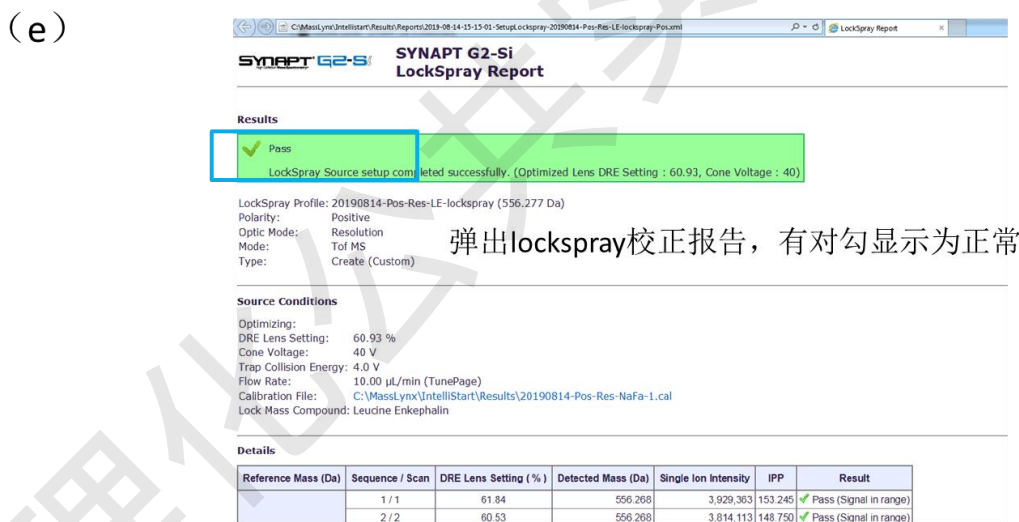 （e）
C:\MassLynx\Intellistart\Results\Reports\2019-08-14-15-15-01-SetupLockspray-20190814-Pos-Res-LE-lockspray-Pos.xml
LockSpray Report
SYNAPT G2-Si
High Definition Mass Spectrometry
SYNAPT G2-Si
LockSpray Report
Results
Pass
LockSpray Source setup completed successfully. (Optimized Lens DRE Setting : 60.93, Cone Voltage : 40)
LockSpray Profile: 20190814-Pos-Res-LE-lockspray (556.277 Da)
Polarity: Positive
Optic Mode: Resolution
Mode: Tof MS
Type: Create (Custom)
弹出lockspray校正报告，有对勾显示为正常
Source Conditions
Optimizing:
DRE Lens Setting: 60.93 %
Cone Voltage: 40 V
Trap Collision Energy: 4.0 V
Flow Rate: 10.00 µL/min (TunePage)
Calibration File: C:\MassLynx\IntelliStart\Results\20190814-Pos-Res-NaFa-1.cal
Lock Mass Compound: Leucine Enkephalin
Details
Reference Mass (Da) Sequence / Scan DRE Lens Setting ( % ) Detected Mass (Da) Single Ion Intensity IPP Result
1 / 1 61.84 556.268 3,929,363 153.245 Pass (Signal in range)
2 / 2 60.53 556.268 3,814,113 148.750 Pass (Signal in range)